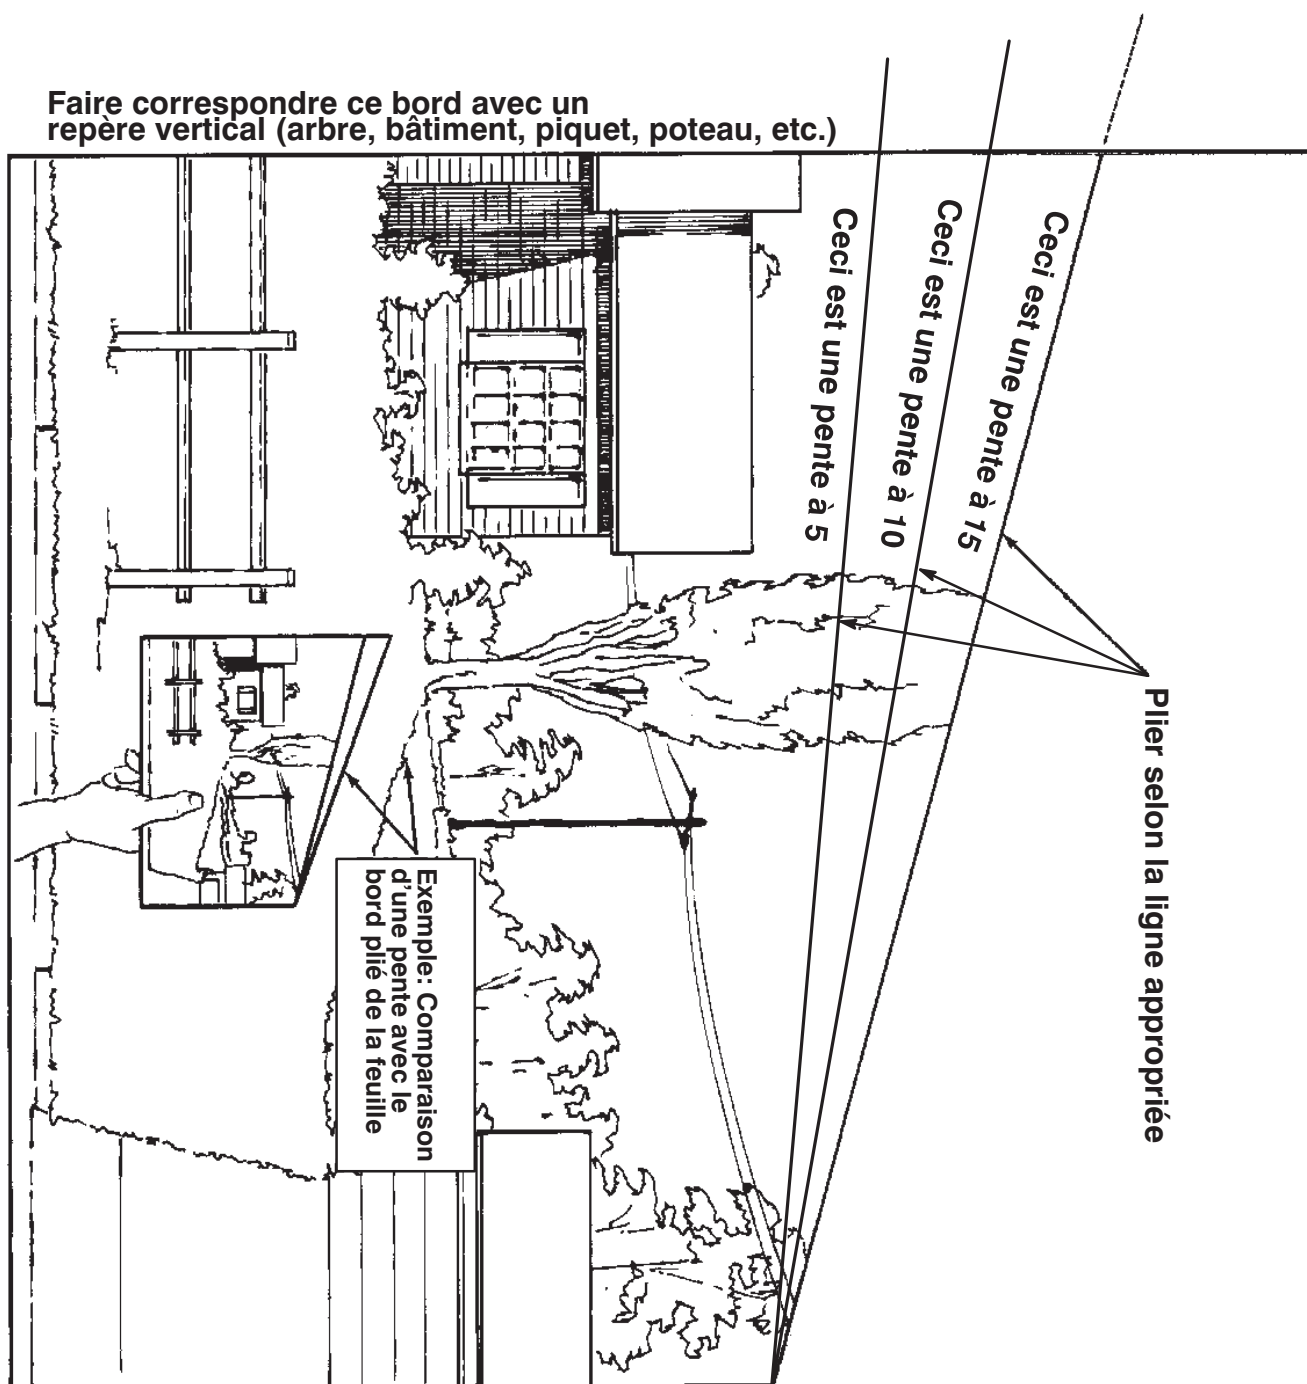 Faire correspondre ce bord avec un
repère vertical (arbre, bâtiment, piquet, poteau, etc.)
Ceci est une pente à 5
Ceci est une pente à 10
Ceci est une pente à 15
Plier selon la ligne appropriée
Exemple: Comparaison
d'une pente avec le
bord plié de la feuille